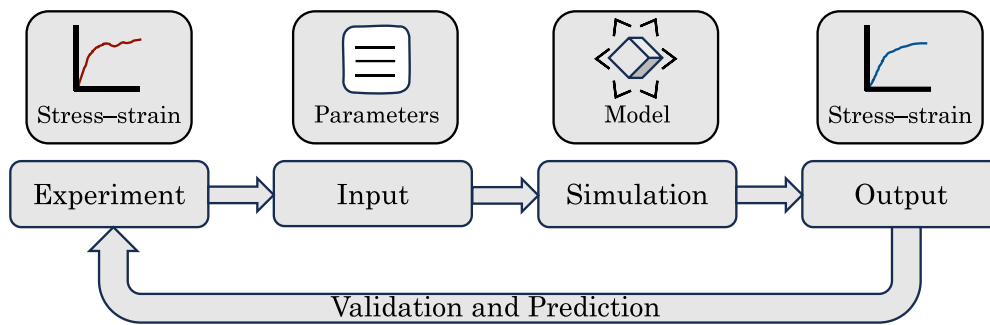 Stress–strain
Parameters
Model
Stress–strain
Experiment
Input
Simulation
Output
Validation and Prediction